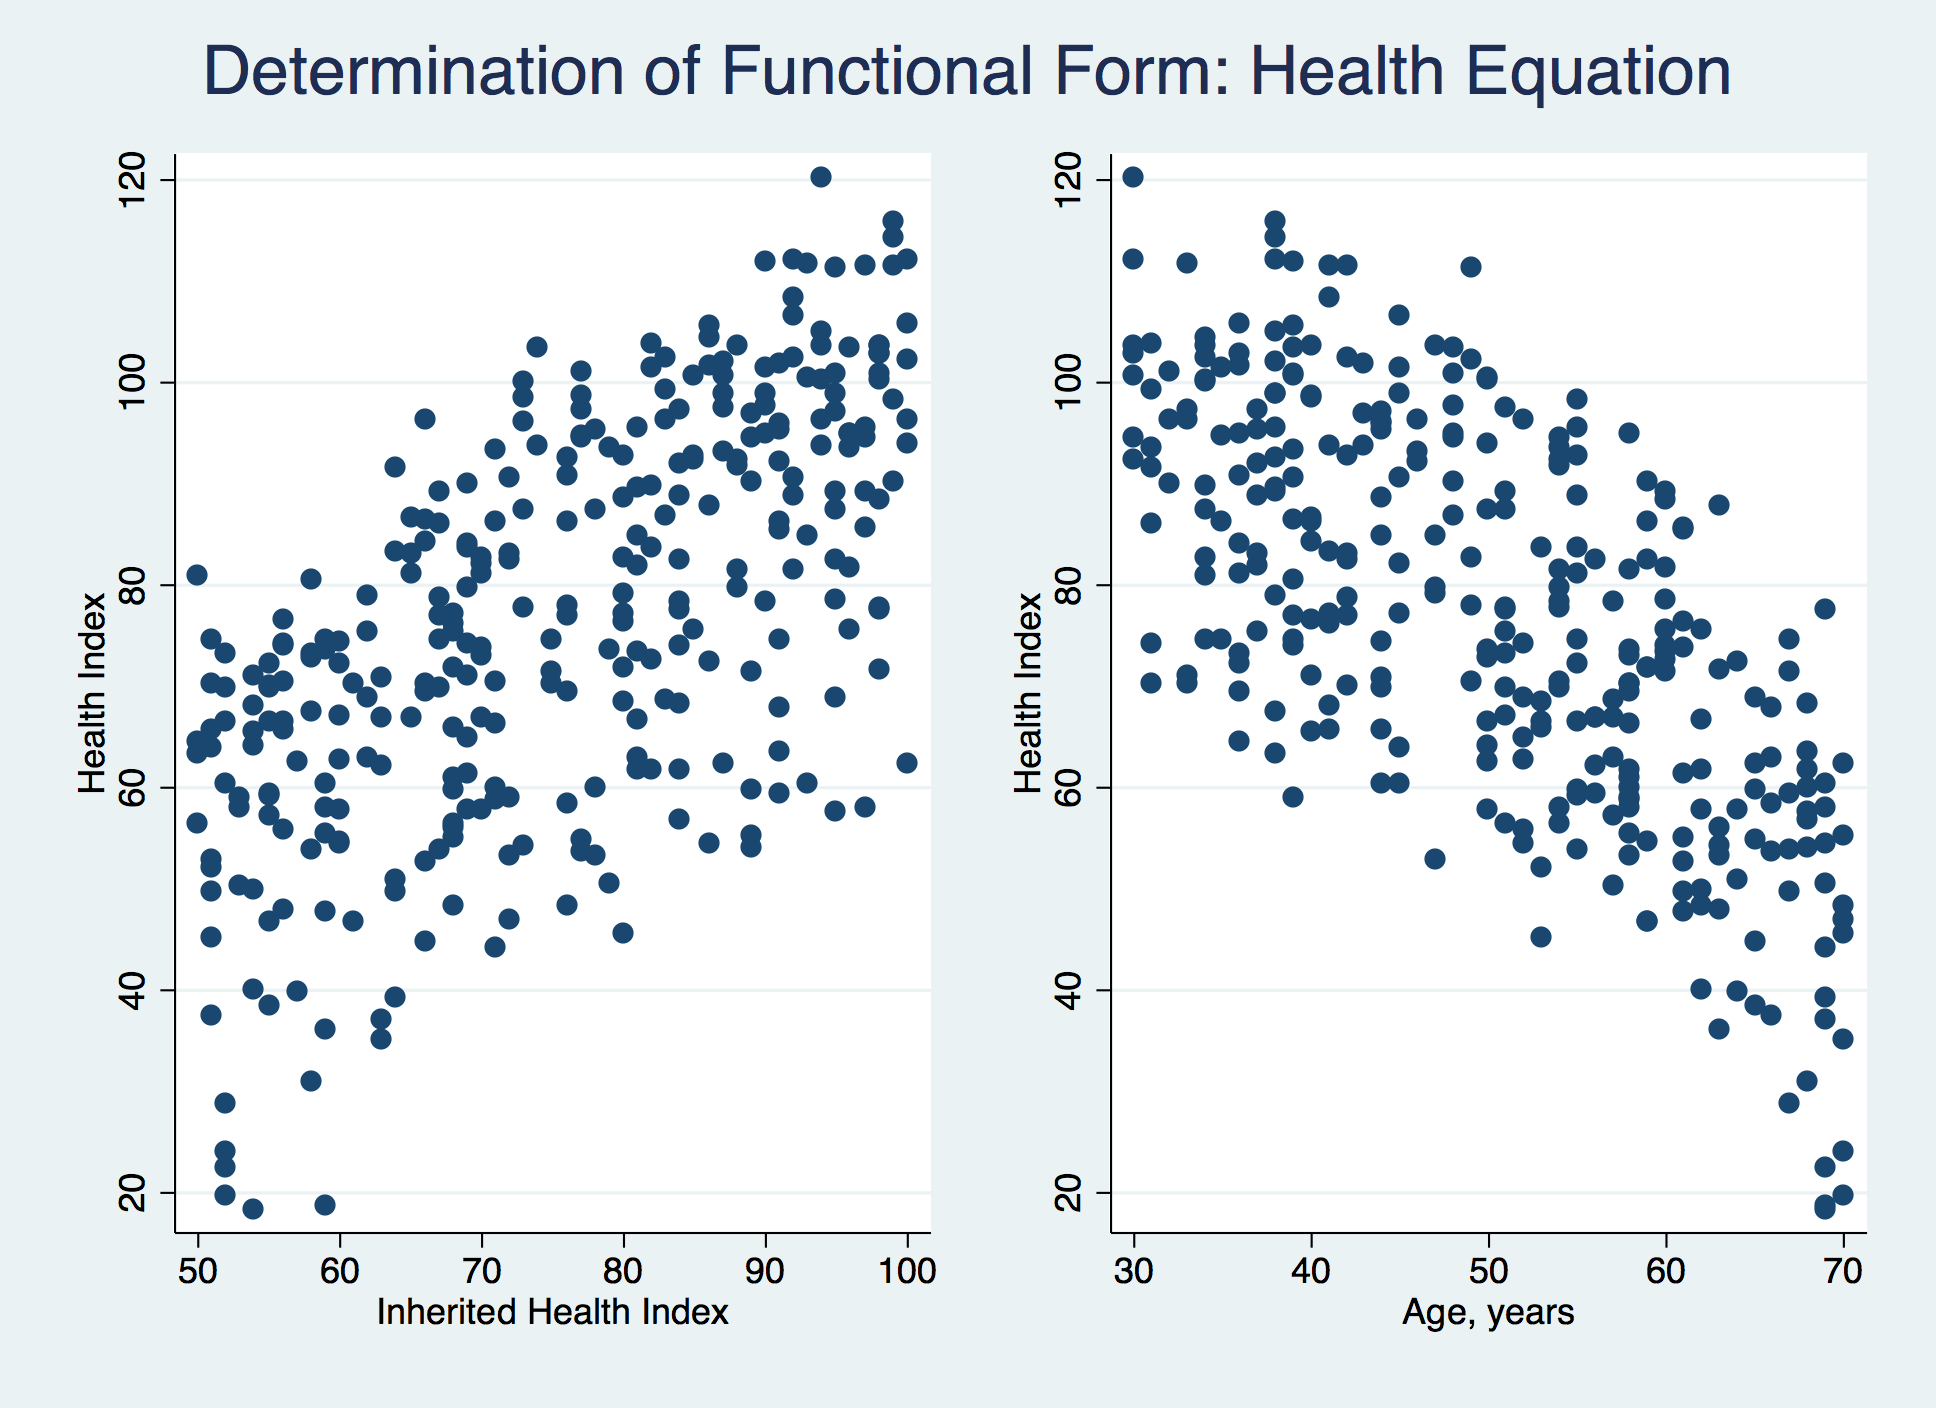 Determination of Functional Form: Health Equation
Health Index
120
100
80
60
40
20
50 60 70 80 90 100
Inherited Health Index
Health Index
120
100
80
60
40
20
30 40 50 60 70
Age, years